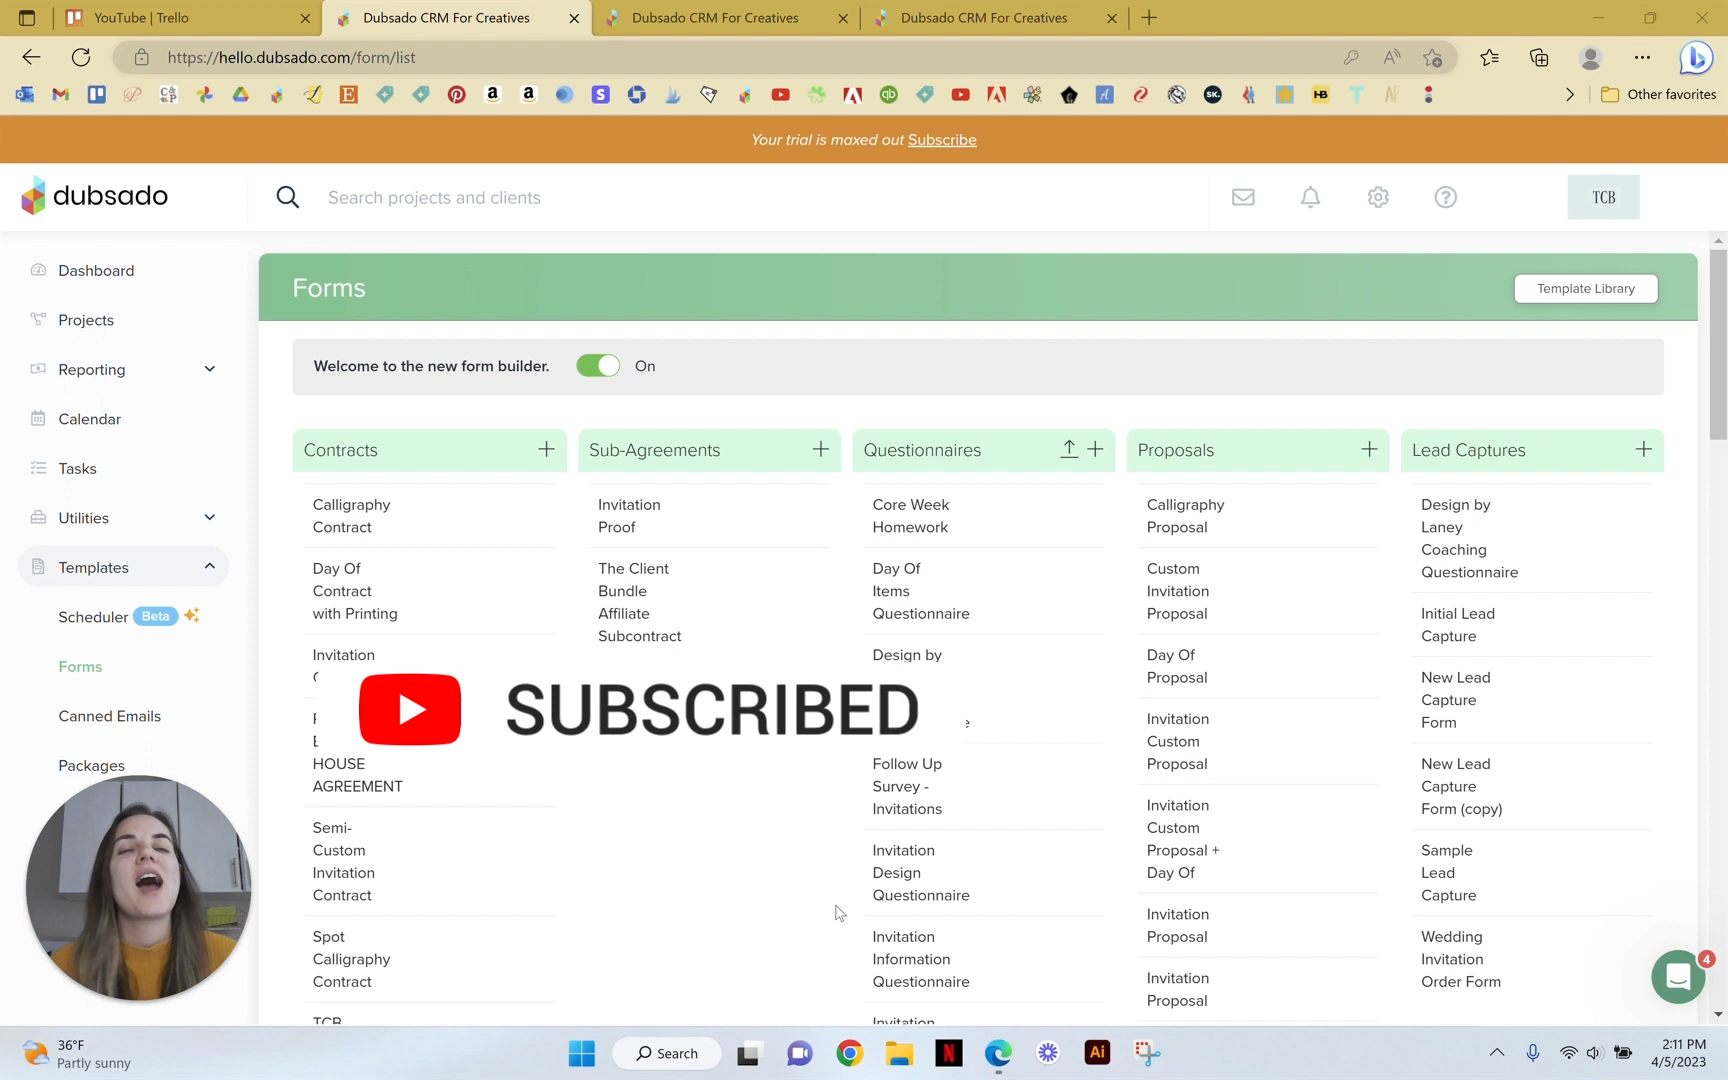 YouTube | Trello
Dubsado CRM For Creatives
Dubsado CRM For Creatives
Dubsado CRM For Creatives
https://hello.dubsado.com/form/list
Other favorites
Your trial is maxed out Subscribe
dubsado
Search projects and clients
TCB
Dashboard
Projects
Reporting
Calendar
Tasks
Utilities
Templates
Scheduler Beta
Forms
Canned Emails
Packages
Forms
Template Library
Welcome to the new form builder.
On
Contracts
Calligraphy
Contract
Day Of
Contract
with Printing
Invitation
HOUSE
AGREEMENT
Semi-
Custom
Invitation
Contract
Spot
Calligraphy
Contract
TCB
Sub-Agreements
Invitation
Proof
The Client
Bundle
Affiliate
Subcontract
Questionnaires
Core Week
Homework
Day Of
Items
Questionnaire
Design by
Follow Up
Survey -
Invitations
Invitation
Design
Questionnaire
Invitation
Information
Questionnaire
Invitation
Proposals
Calligraphy
Proposal
Custom
Invitation
Proposal
Day Of
Proposal
Invitation
Custom
Proposal
Invitation
Custom
Proposal +
Day Of
Invitation
Proposal
Invitation
Proposal
Lead Captures
Design by
Laney
Coaching
Questionnaire
Initial Lead
Capture
New Lead
Capture
Form
New Lead
Capture
Form (copy)
Sample
Lead
Capture
Wedding
Invitation
Order Form
SUBSCRIBED
4
36°F
Partly sunny
Search
Ai
2:11 PM
4/5/2023